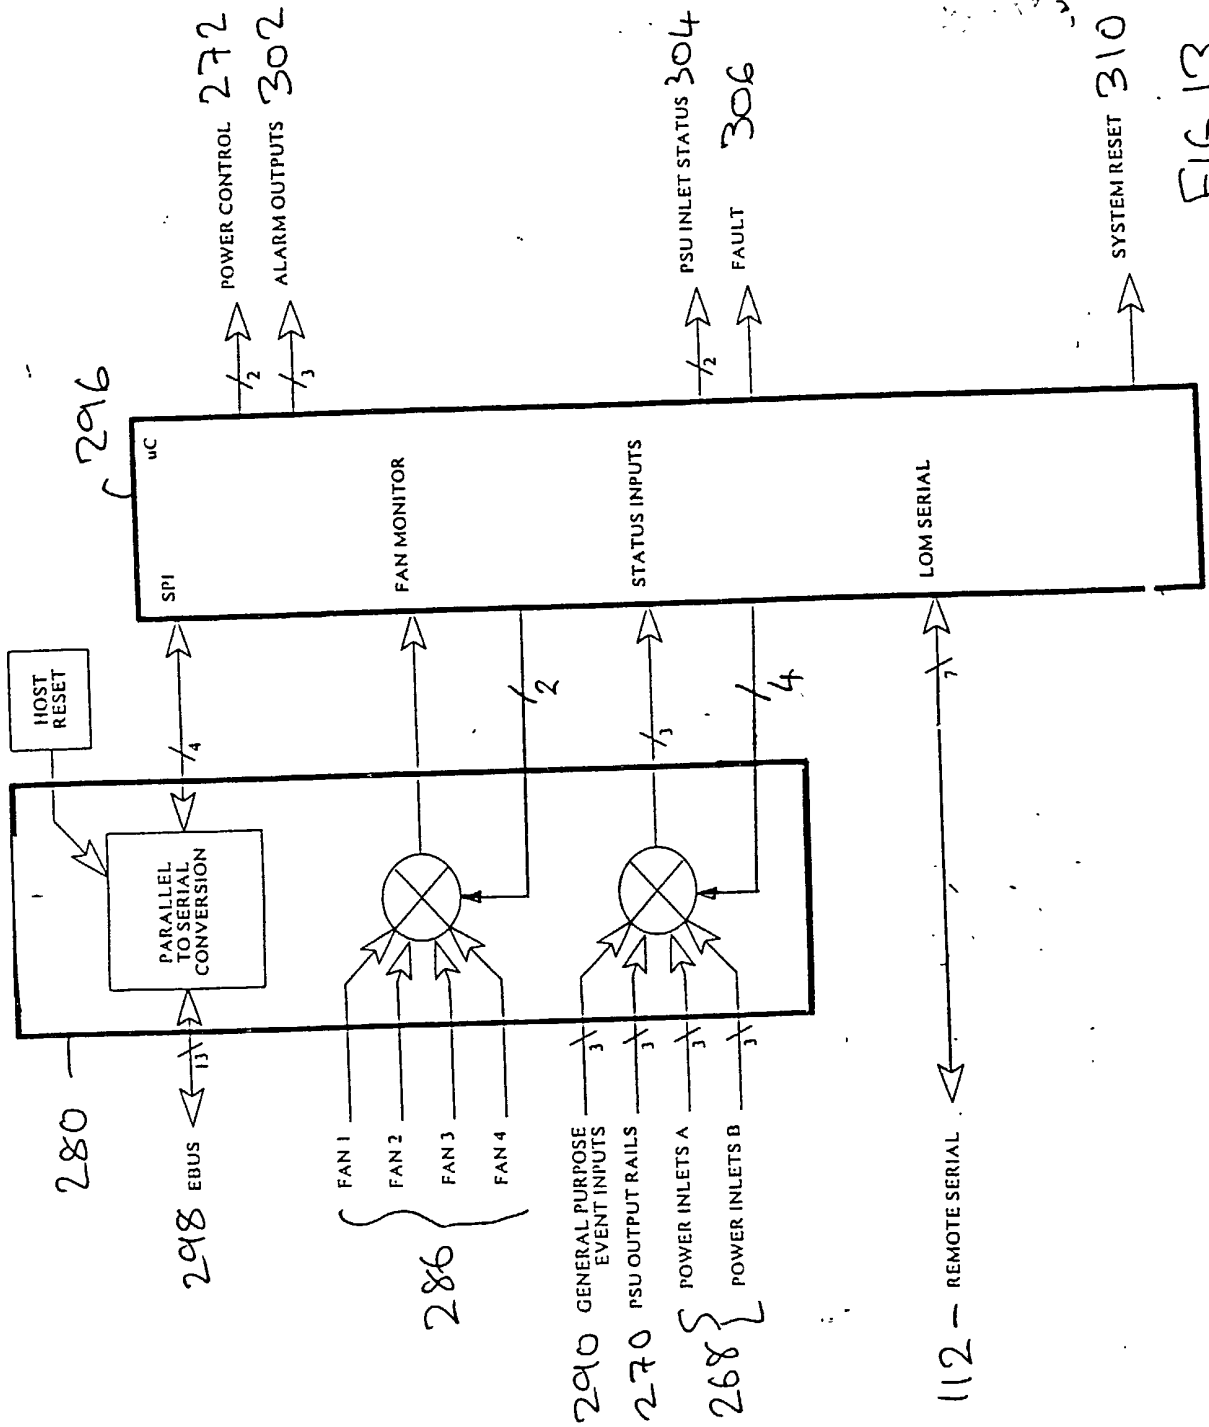 HOST
RESET
296
280
PARALLEL
TO SERIAL
CONVERSION
4
SPI
uC
2
POWER CONTROL 272
3
ALARM OUTPUTS 302
298 EBUS
13
286
FAN 1
FAN 2
FAN 3
FAN 4
FAN MONITOR
2
290 GENERAL PURPOSE
EVENT INPUTS
3
270 PSU OUTPUT RAILS
3
268
POWER INLETS A
3
POWER INLETS B
3
3
STATUS INPUTS
4
2
PSU INLET STATUS 304
FAULT 306
112 - REMOTE SERIAL
7
LOM SERIAL
SYSTEM RESET 310
FIG 13